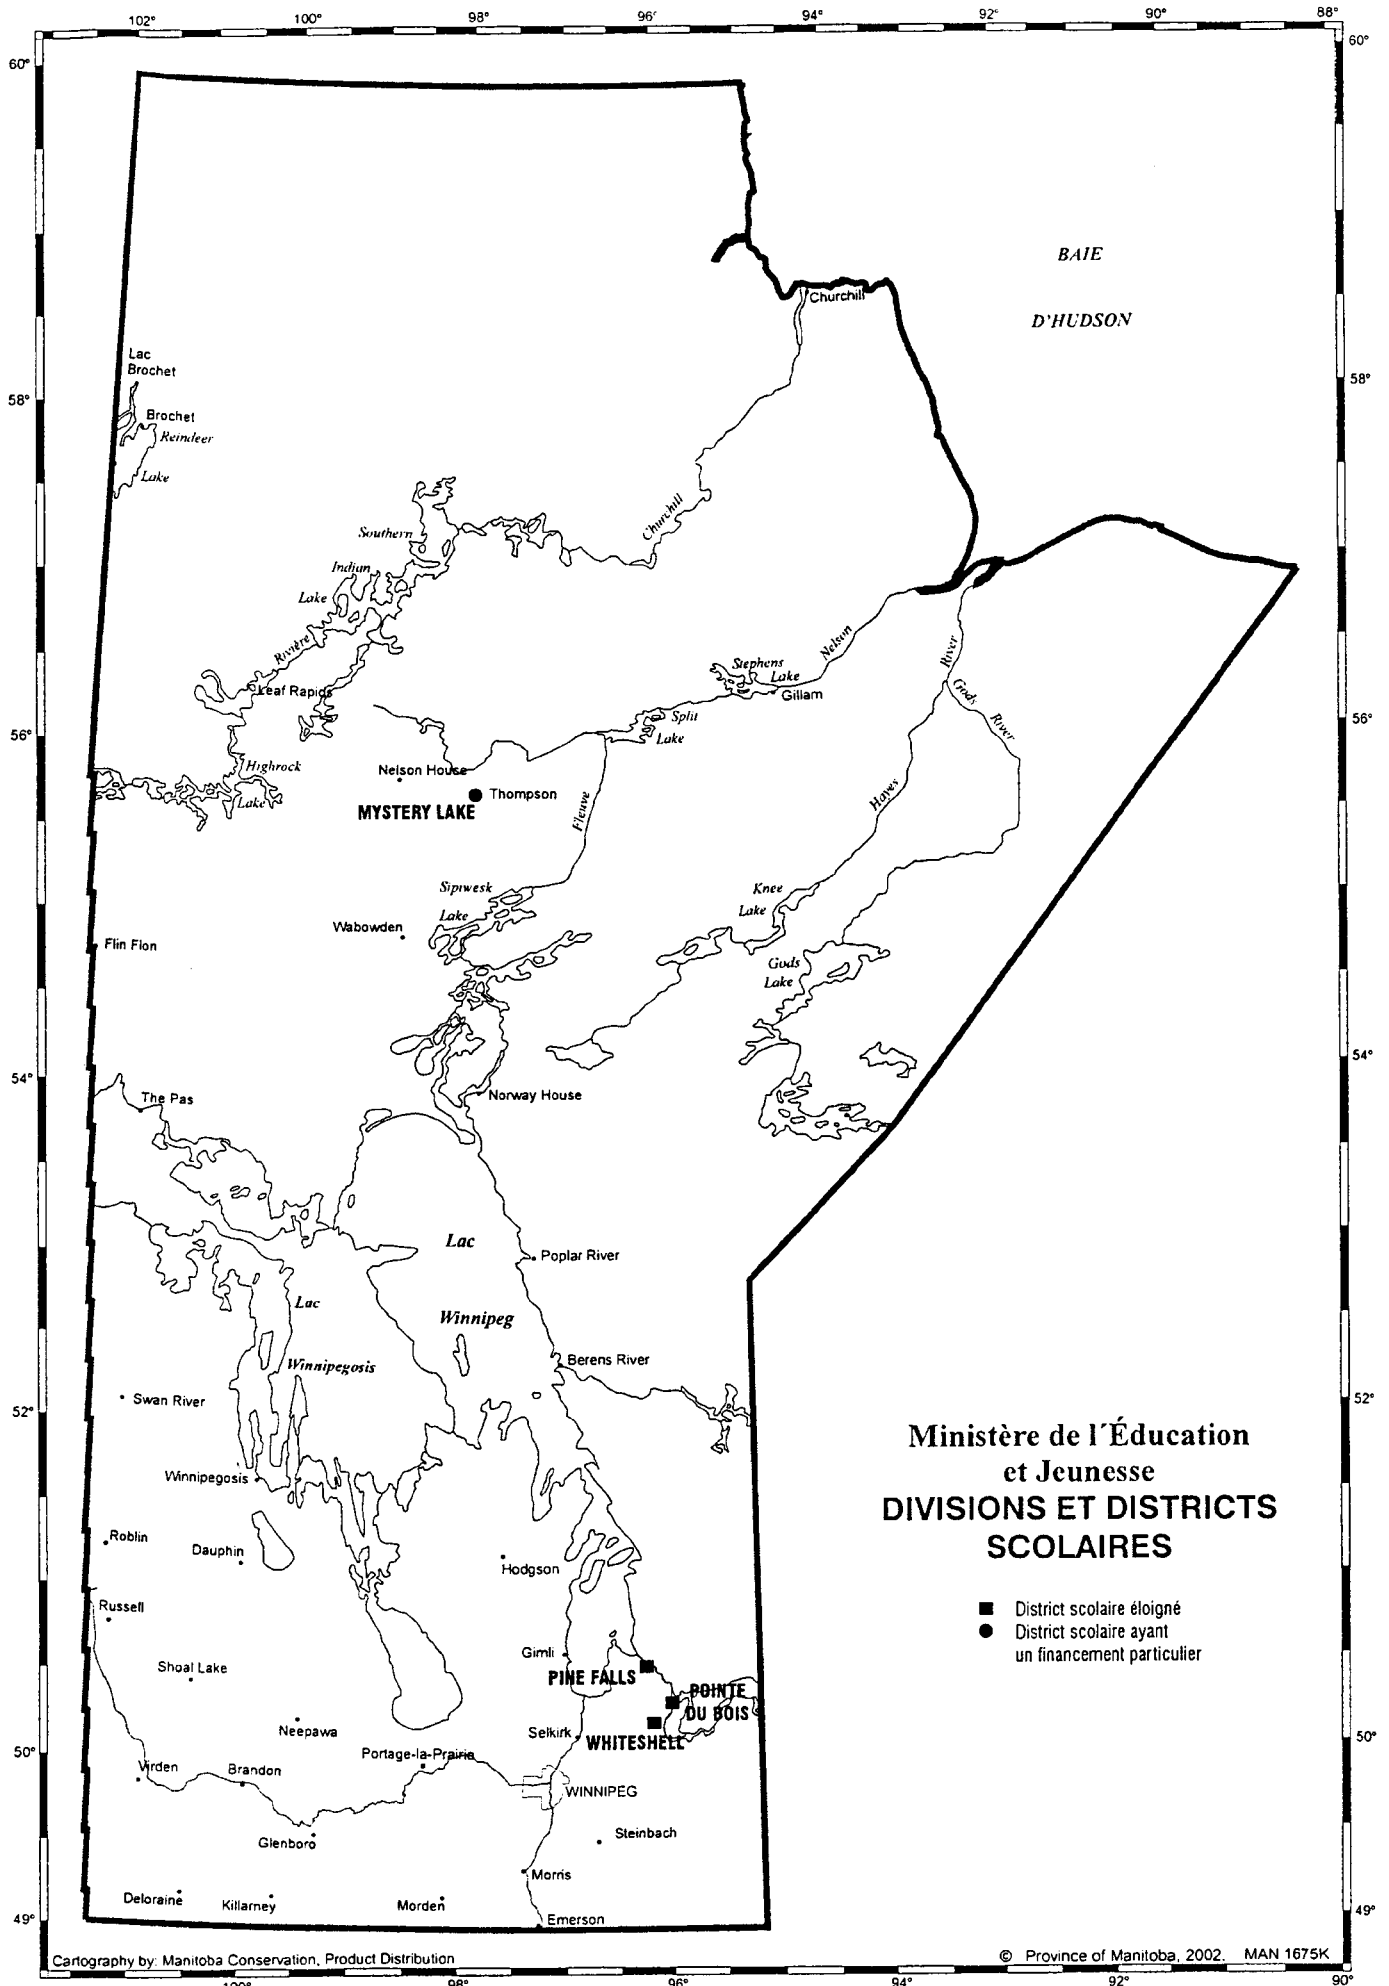 102°
100°
98°
96°
94°
92°
90°
88°
60°
60°
BAIE
D'HUDSON
Churchill
Lac
Brochet
58°
58°
Brochet
Reindeer
Lake
Churchill
Southern
Indian
Lake
Rivière
Leaf Rapids
Stephens
Lake
Gillam
Nelson
River
Gods
River
Split
Lake
56°
56°
Highrock
Lake
Nelson House
Thompson
MYSTERY LAKE
Fleuve
Hayes
Sipiwesk
Lake
Knee
Lake
Wabowden
Flin Flon
Gods
Lake
54°
54°
The Pas
Norway House
Lac
Winnipeg
Poplar River
Lac
Winnipegosis
Berens River
Swan River
52°
52°
Winnipegosis
Roblin
Dauphin
Hodgson
Russell
Shoal Lake
Gimli
PINE FALLS
POINTE
DU BOIS
Neepawa
Selkirk
WHITESHELL
50°
50°
Portage-la-Prairie
Virden
Brandon
WINNIPEG
Glenboro
Steinbach
Morris
Deloraine
Killarney
Morden
Emerson
49°
49°
Ministère de l´Éducation
et Jeunesse
DIVISIONS ET DISTRICTS
SCOLAIRES
District scolaire éloigné
District scolaire ayant
un financement particulier
Cartography by: Manitoba Conservation, Product Distribution
© Province of Manitoba, 2002. MAN 1675K
100°
98°
96°
94°
92°
90°